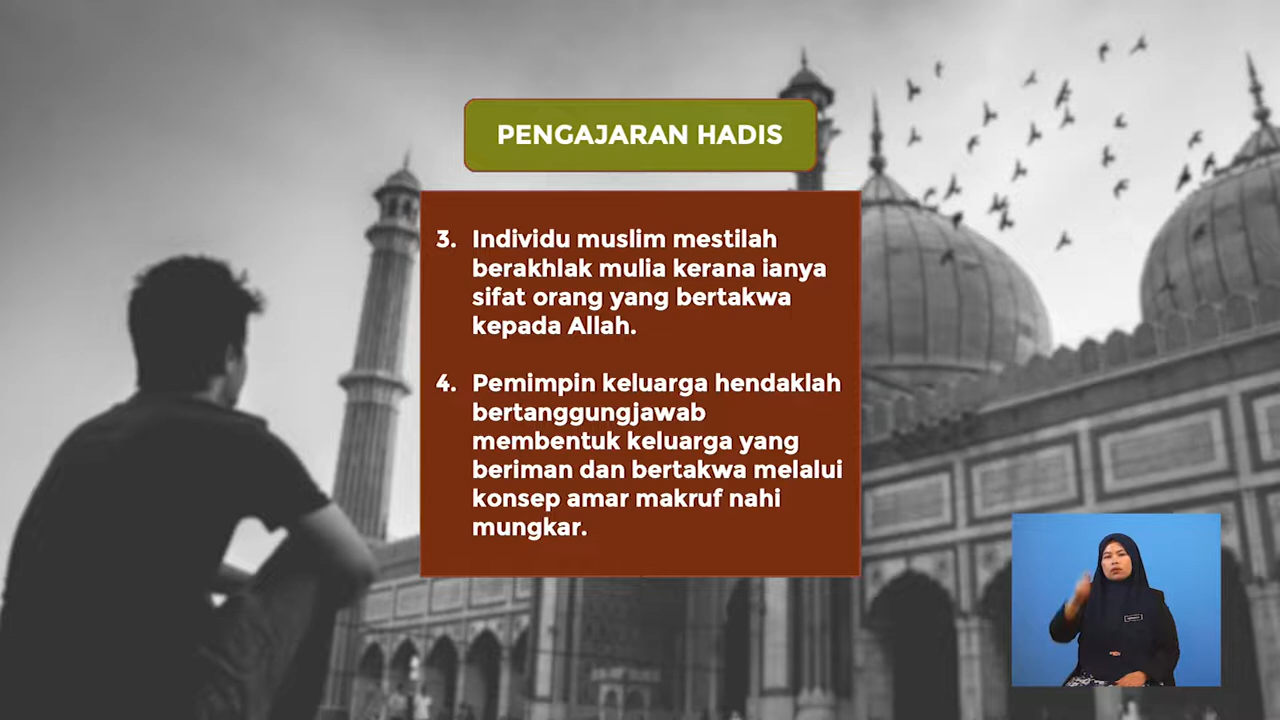 PENGAJARAN HADIS
3. Individu muslim mestilah
berakhlak mulia kerana ianya
sifat orang yang bertakwa
kepada Allah.
4. Pemimpin keluarga hendaklah
bertanggungjawab
membentuk keluarga yang
beriman dan bertakwa melalui
konsep amar makruf nahi
mungkar.